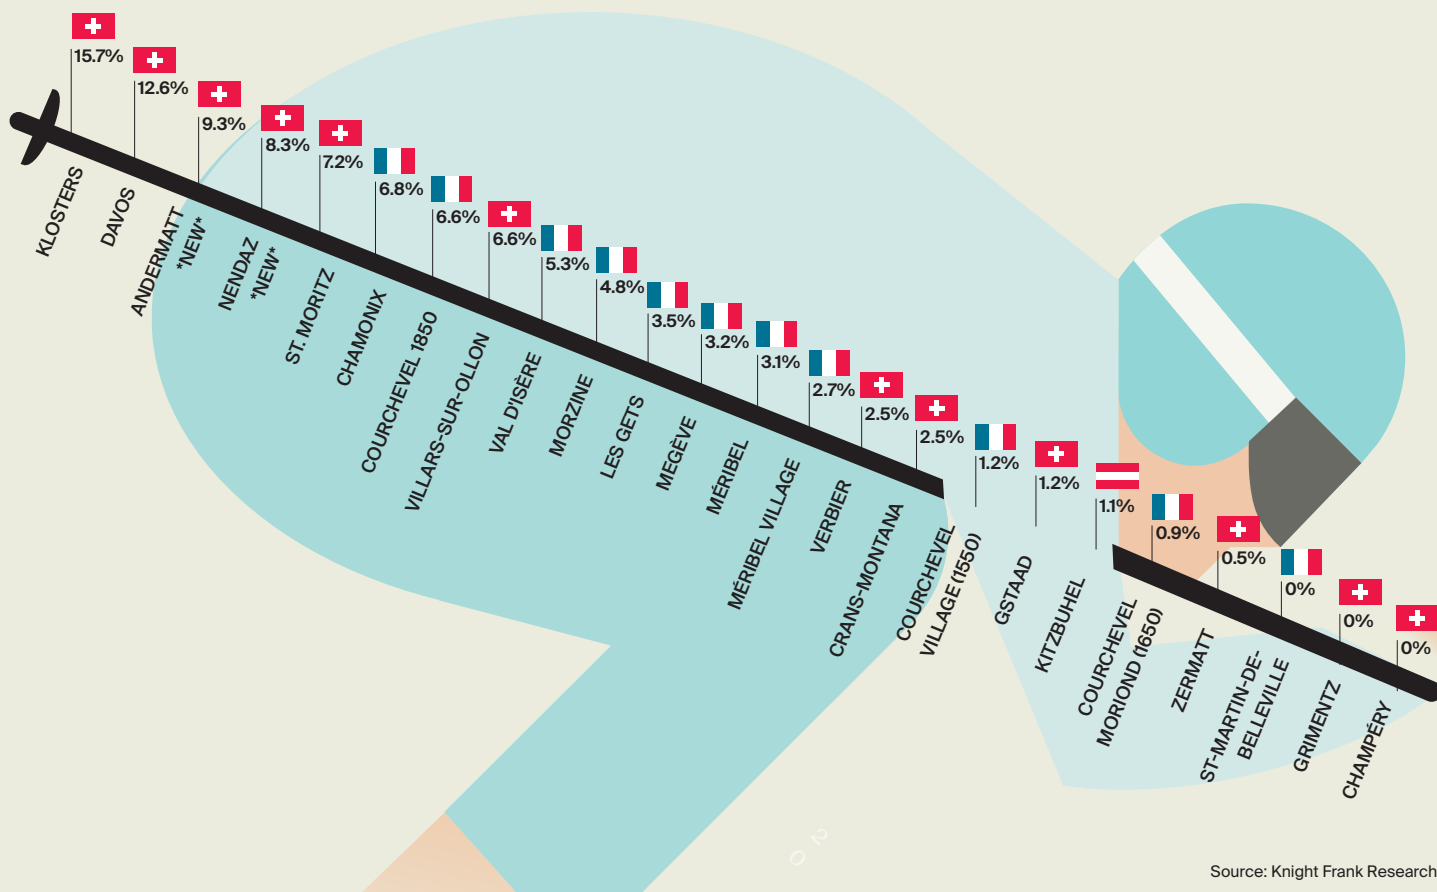 15.7%
KLOSTERS
12.6%
DAVOS
9.3%
ANDERMATT
*NEW*
8.3%
NENDAZ
*NEW*
7.2%
ST. MORITZ
6.8%
CHAMONIX
6.6%
COURCHEVEL 1850
6.6%
VILLARS-SUR-OLLON
5.3%
VAL D'ISÈRE
4.8%
MORZINE
3.5%
LES GETS
3.2%
MEGÈVE
3.1%
MÉRIBEL
2.7%
MÉRIBEL VILLAGE
2.5%
VERBIER
2.5%
CRANS-MONTANA
1.2%
COURCHEVEL
VILLAGE (1550)
1.2%
GSTAAD
1.1%
KITZBUHEL
0.9%
COURCHEVEL
MORIOND (1650)
0.5%
ZERMATT
0%
ST-MARTIN-DE-
BELLEVILLE
0%
GRIMENTZ
0%
CHAMPÉRY
2
0
Source: Knight Frank Research